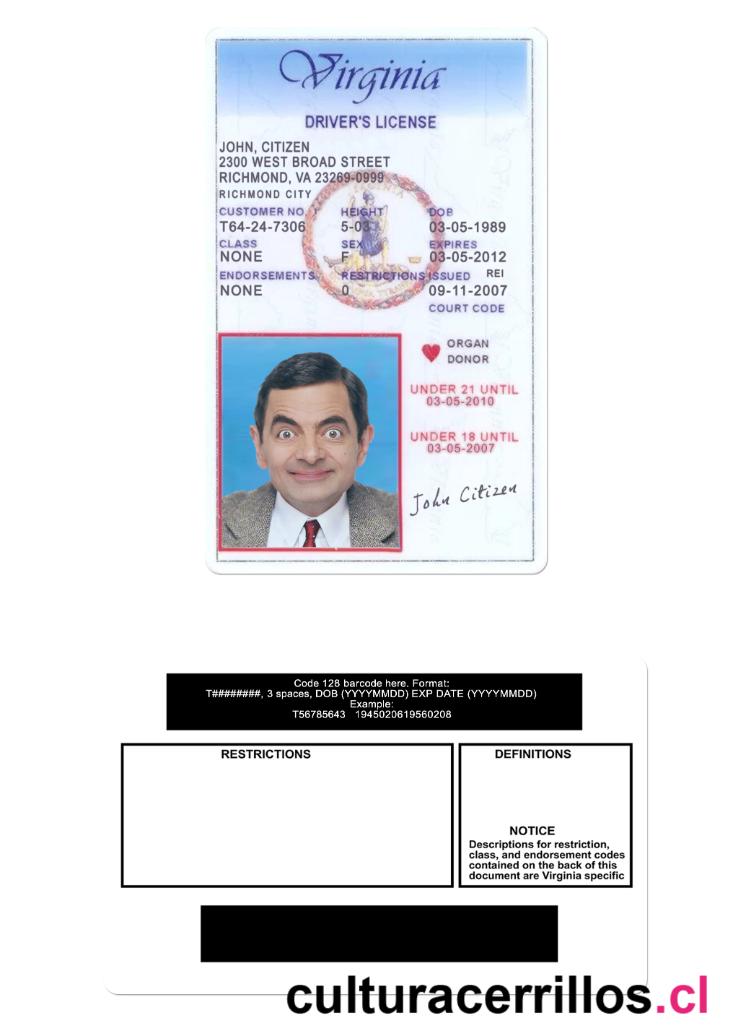 Virginia
DRIVER'S LICENSE
JOHN, CITIZEN
2300 WEST BROAD STREET
RICHMOND, VA 23269-0999
RICHMOND CITY
CUSTOMER NO. HEIGHT DOB
T64-24-7306 5-03 03-05-1989
CLASS SEX EXPIRES
NONE F 03-05-2012
ENDORSEMENTS RESTRICTIONS ISSUED REI
NONE 0 09-11-2007
COURT CODE
ORGAN
DONOR
UNDER 21 UNTIL
03-05-2010
UNDER 18 UNTIL
03-05-2007
John Citizen
Code 128 barcode here. Format:
T########, 3 spaces, DOB (YYYYMMDD) EXP DATE (YYYYMMDD)
Example:
T56785643 1945020619560208
RESTRICTIONS
DEFINITIONS
NOTICE
Descriptions for restriction,
class, and endorsement codes
contained on the back of this
document are Virginia specific
culturacerrillos.cl